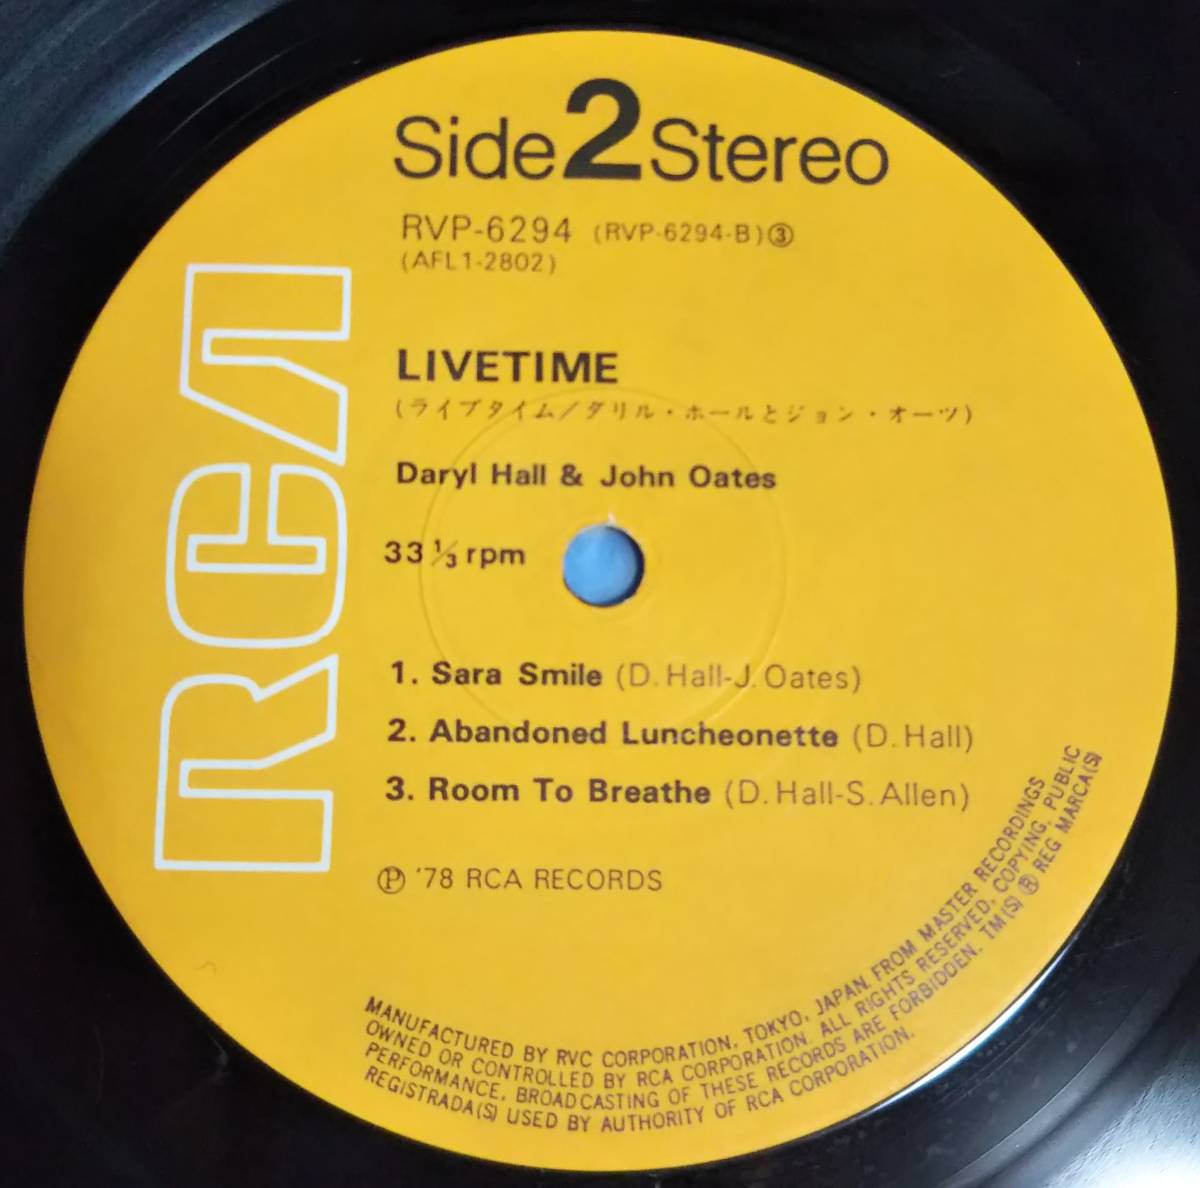 Side 2 Stereo
RVP-6294 (RVP-6294-B)③
(AFL1-2802)
RCA
LIVETIME
(ライブタイム/ダリル・ホールとジョン・オーツ)
Daryl Hall & John Oates
33 ⅓ rpm
1. Sara Smile (D. Hall-J. Oates)
2. Abandoned Luncheonette (D. Hall)
3. Room To Breathe (D. Hall-S. Allen)
Ⓟ '78 RCA RECORDS
MANUFACTURED BY RVC CORPORATION, TOKYO, JAPAN. FROM MASTER RECORDINGS
OWNED OR CONTROLLED BY RCA CORPORATION. ALL RIGHTS RESERVED, COPYING, PUBLIC
PERFORMANCE, BROADCASTING OF THESE RECORDS ARE FORBIDDEN. TM(S) ® REG MARCA(S)
REGISTRADA(S) USED BY AUTHORITY OF RCA CORPORATION.